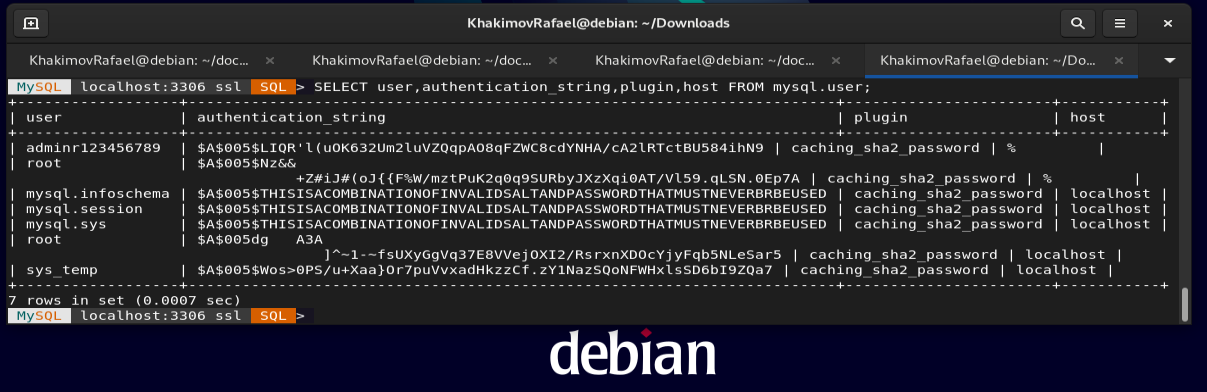 KhakimovRafael@debian: ~/Downloads
KhakimovRafael@debian: ~/doc... × KhakimovRafael@debian: ~/doc... × KhakimovRafael@debian: ~/doc... × KhakimovRafael@debian: ~/Do... ×
MySQL localhost:3306 ssl SQL > SELECT user,authentication_string,plugin,host FROM mysql.user;
+-------------------+------------------------------------------------------------------------+-----------------------+-----------+
| user | authentication_string | plugin | host |
+-------------------+------------------------------------------------------------------------+-----------------------+-----------+
| adminr123456789 | $A$005$LIQR'l(uOK632Um2luVZQqpAO8qFZWC8cdYNHA/cA2lRTctBU584ihN9 | caching_sha2_password | % |
| root | $A$005$Nz&&
+Z#iJ#(oJ{{F%W/mztPuK2q0q9SURbyJXzXqi0AT/Vl59.qLSN.0Ep7A | caching_sha2_password | % |
| mysql.infoschema | $A$005$THISISACOMBINATIONOFINVALIDSALTANDPASSWORDTHATMUSTNEVERBRBEUSED | caching_sha2_password | localhost |
| mysql.session | $A$005$THISISACOMBINATIONOFINVALIDSALTANDPASSWORDTHATMUSTNEVERBRBEUSED | caching_sha2_password | localhost |
| mysql.sys | $A$005$THISISACOMBINATIONOFINVALIDSALTANDPASSWORDTHATMUSTNEVERBRBEUSED | caching_sha2_password | localhost |
| root | $A$005dg A3A
]^~1-~fsUXyGgVq37E8VVejOXI2/RsrxnXDOcYjyFqb5NLeSar5 | caching_sha2_password | localhost |
| sys_temp | $A$005$Wos>0PS/u+Xaa}Or7puVvxadHkzzCf.zY1NazSQoNFWHxlsSD6bI9ZQa7 | caching_sha2_password | localhost |
+-------------------+------------------------------------------------------------------------+-----------------------+-----------+
7 rows in set (0.0007 sec)
MySQL localhost:3306 ssl SQL >
debian